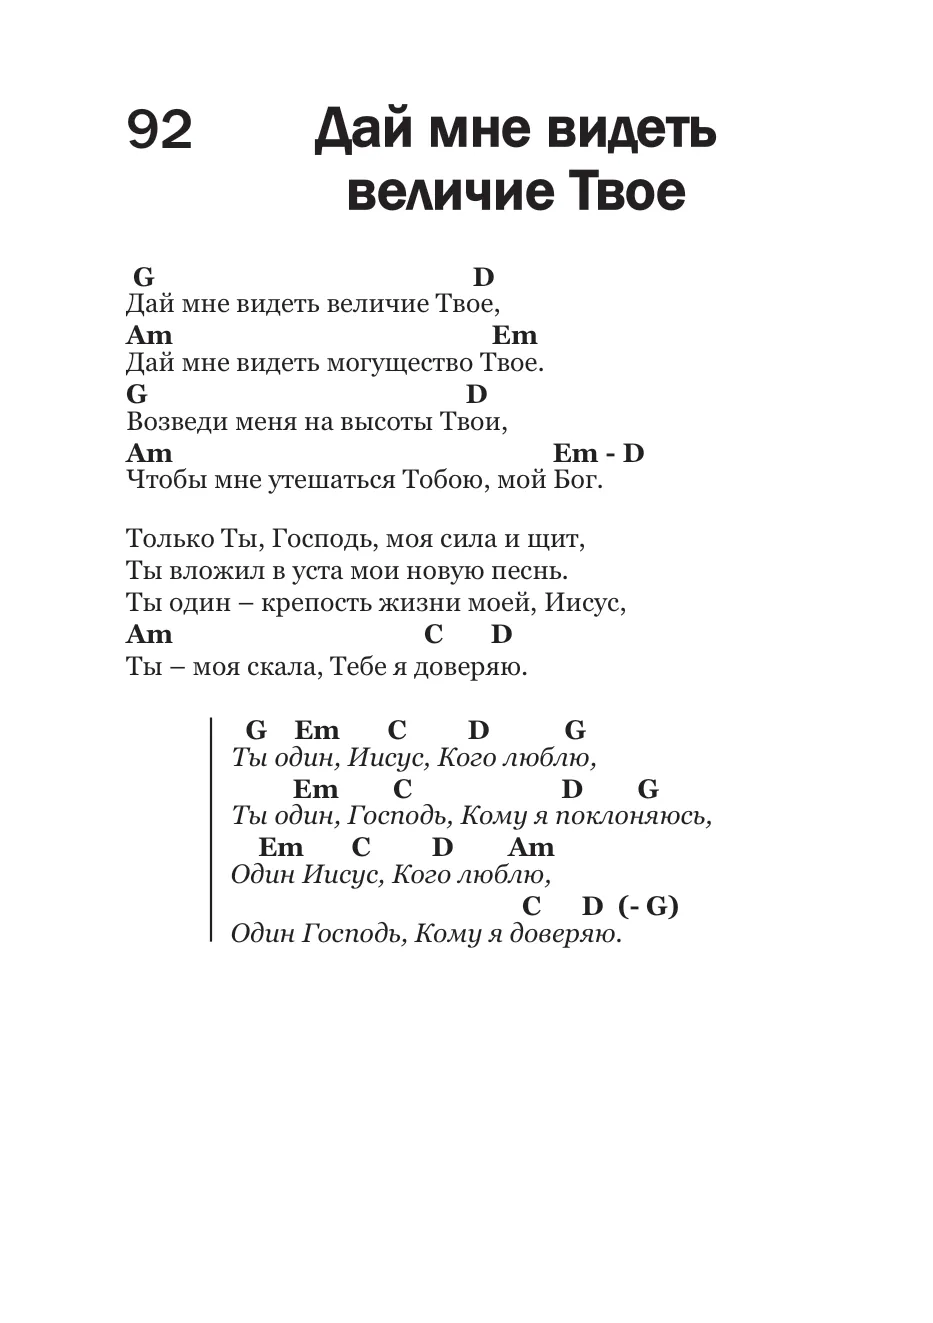 92
Дай мне видеть
величие Твое
G D
Дай мне видеть величие Твое,
Am Em
Дай мне видеть могущество Твое.
G D
Возведи меня на высоты Твои,
Am Em - D
Чтобы мне утешаться Тобою, мой Бог.
Только Ты, Господь, моя сила и щит,
Ты вложил в уста мои новую песнь.
Ты один – крепость жизни моей, Иисус,
Am C D
Ты – моя скала, Тебе я доверяю.
G Em C D G
Ты один, Иисус, Кого люблю,
Em C D G
Ты один, Господь, Кому я поклоняюсь,
Em C D Am
Один Иисус, Кого люблю,
C D (- G)
Один Господь, Кому я доверяю.